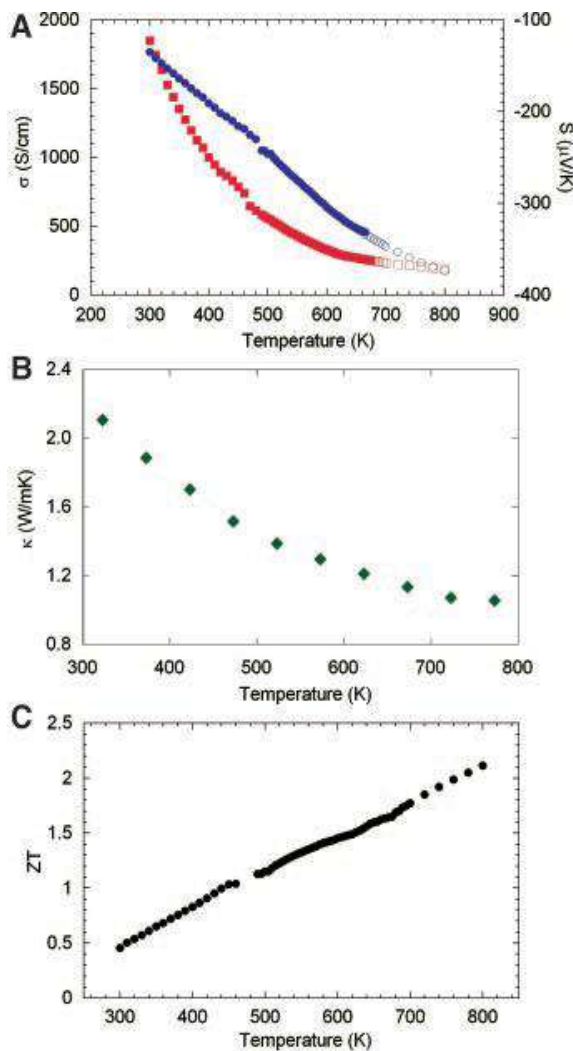 A
2000
1500
1000
500
0
σ (S/cm)
-100
-200
-300
-400
S (μV/K)
200 300 400 500 600 700 800 900
Temperature (K)
B
2.4
2.0
1.6
1.2
0.8
κ (W/mK)
300 400 500 600 700 800
Temperature (K)
C
2.5
2
1.5
1
0.5
0
ZT
300 400 500 600 700 800
Temperature (K)